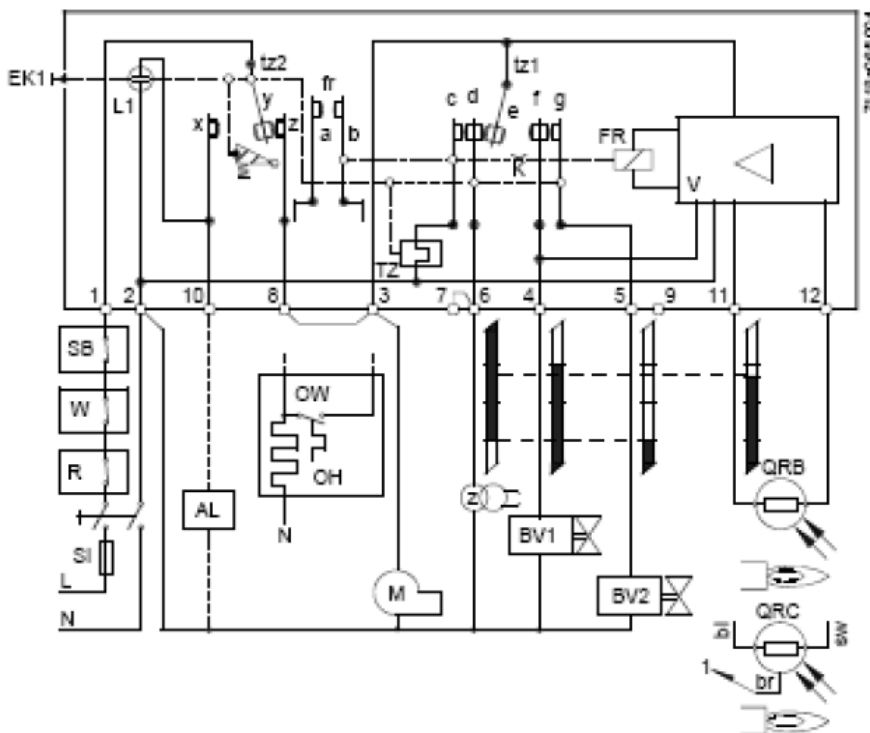 tz2
tz1
EK1
fr
L1
y
c
d
e
f
g
x
z
a
b
FR
M
K
V
TZ
1
2
10
8
3
7
6
4
5
9
11
12
SB
OW
W
QRB
R
OH
z
AL
BV1
SI
N
L
M
BV2
QRC
N
bl
sw
1
br